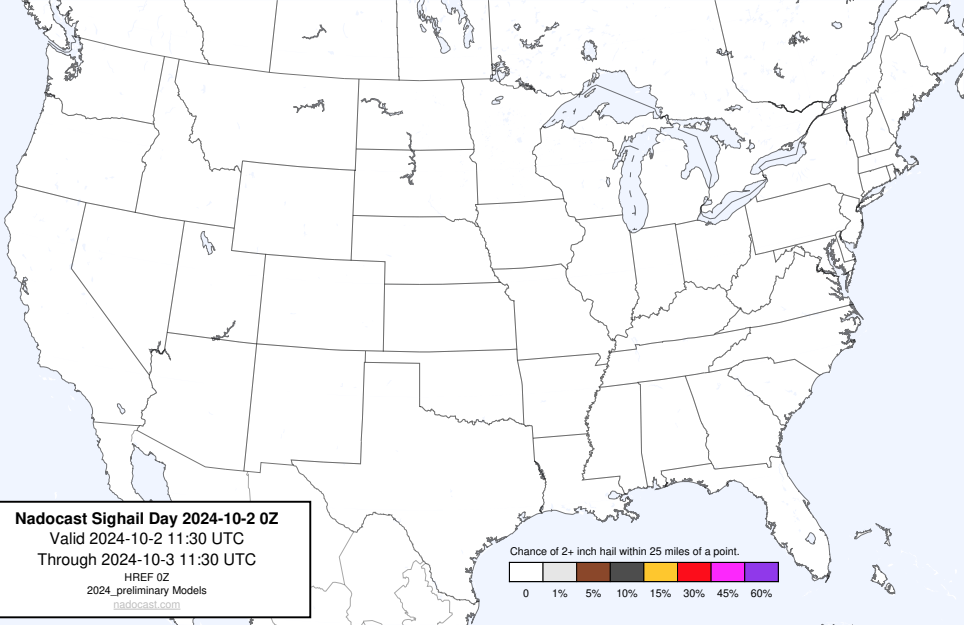 Nadocast Sighail Day 2024-10-2 0Z
Valid 2024-10-2 11:30 UTC
Through 2024-10-3 11:30 UTC
HREF 0Z
2024_preliminary Models
nadocast.com
Chance of 2+ inch hail within 25 miles of a point.
0 1% 5% 10% 15% 30% 45% 60%